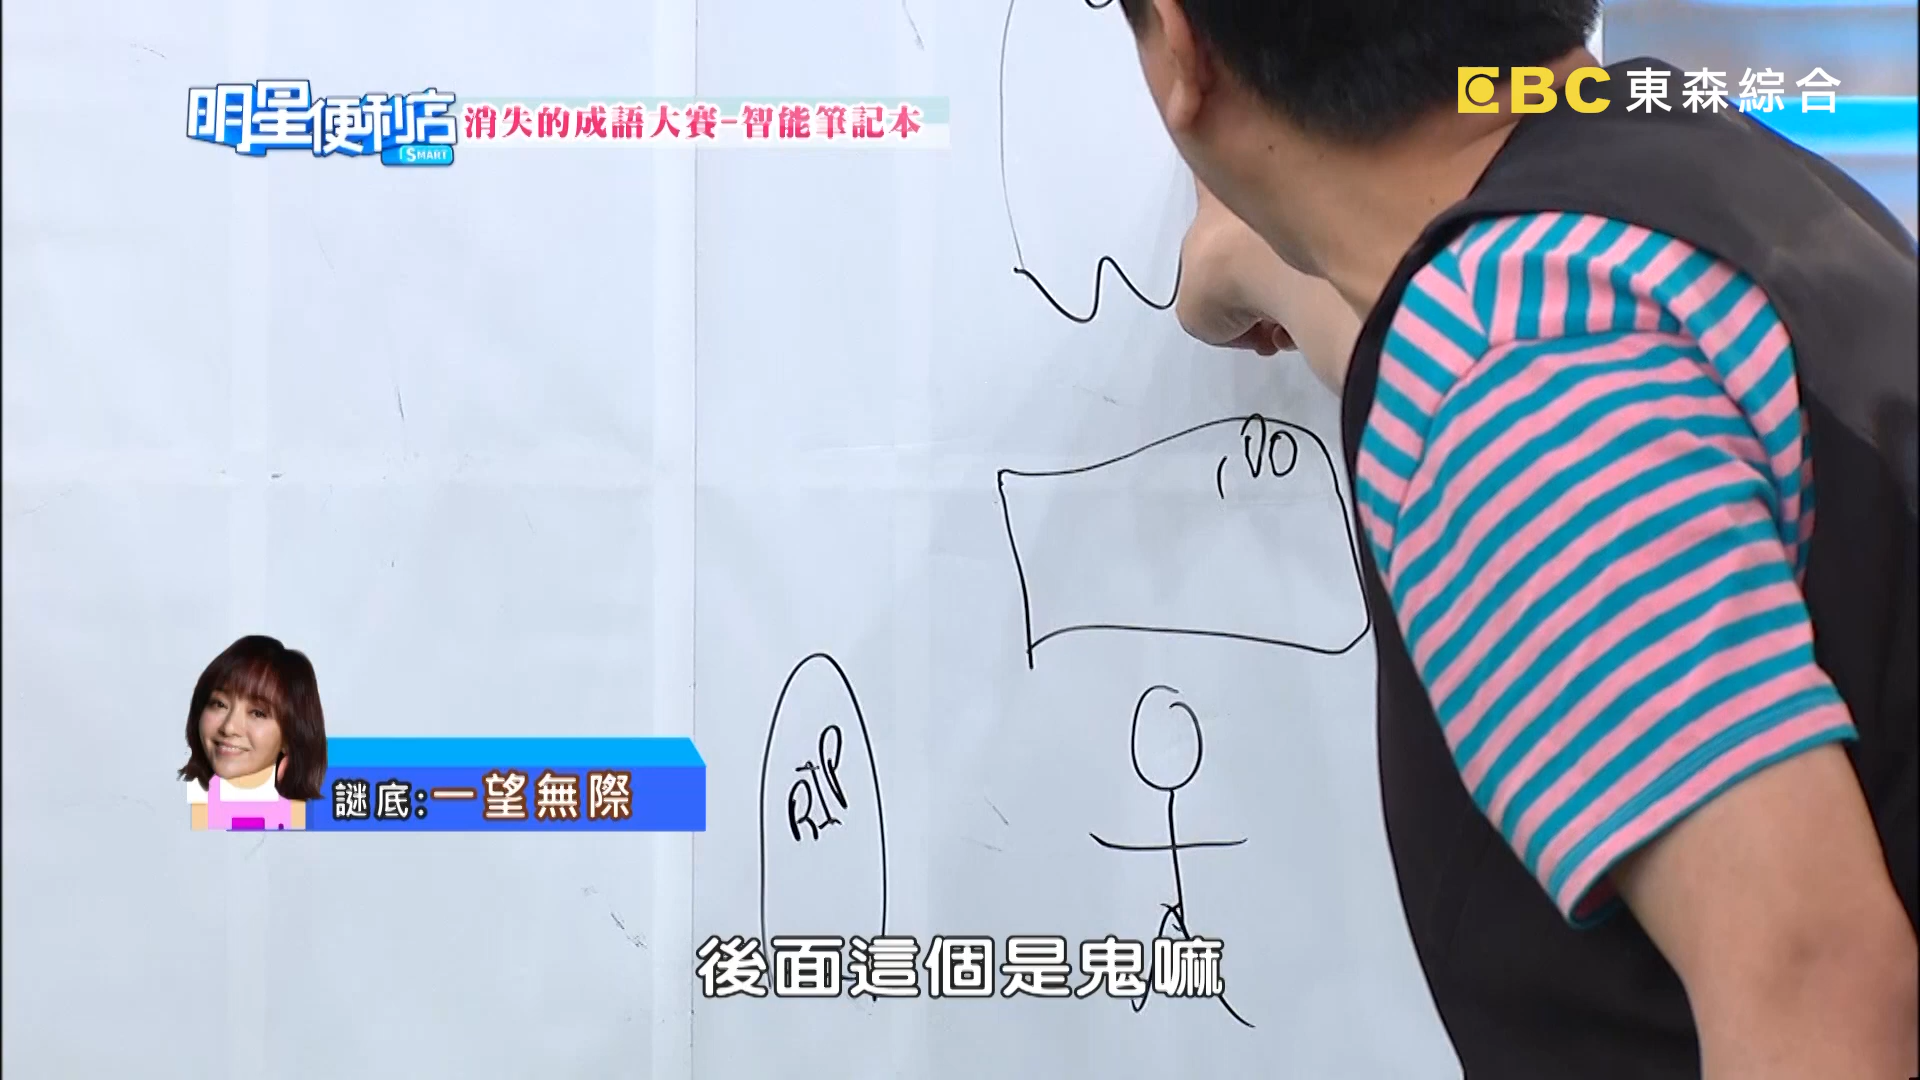 EBC 東森綜合
明星便利店 消失的成語大賽-智能筆記本
SMART
RIP
謎底:一望無際
後面這個是鬼嘛